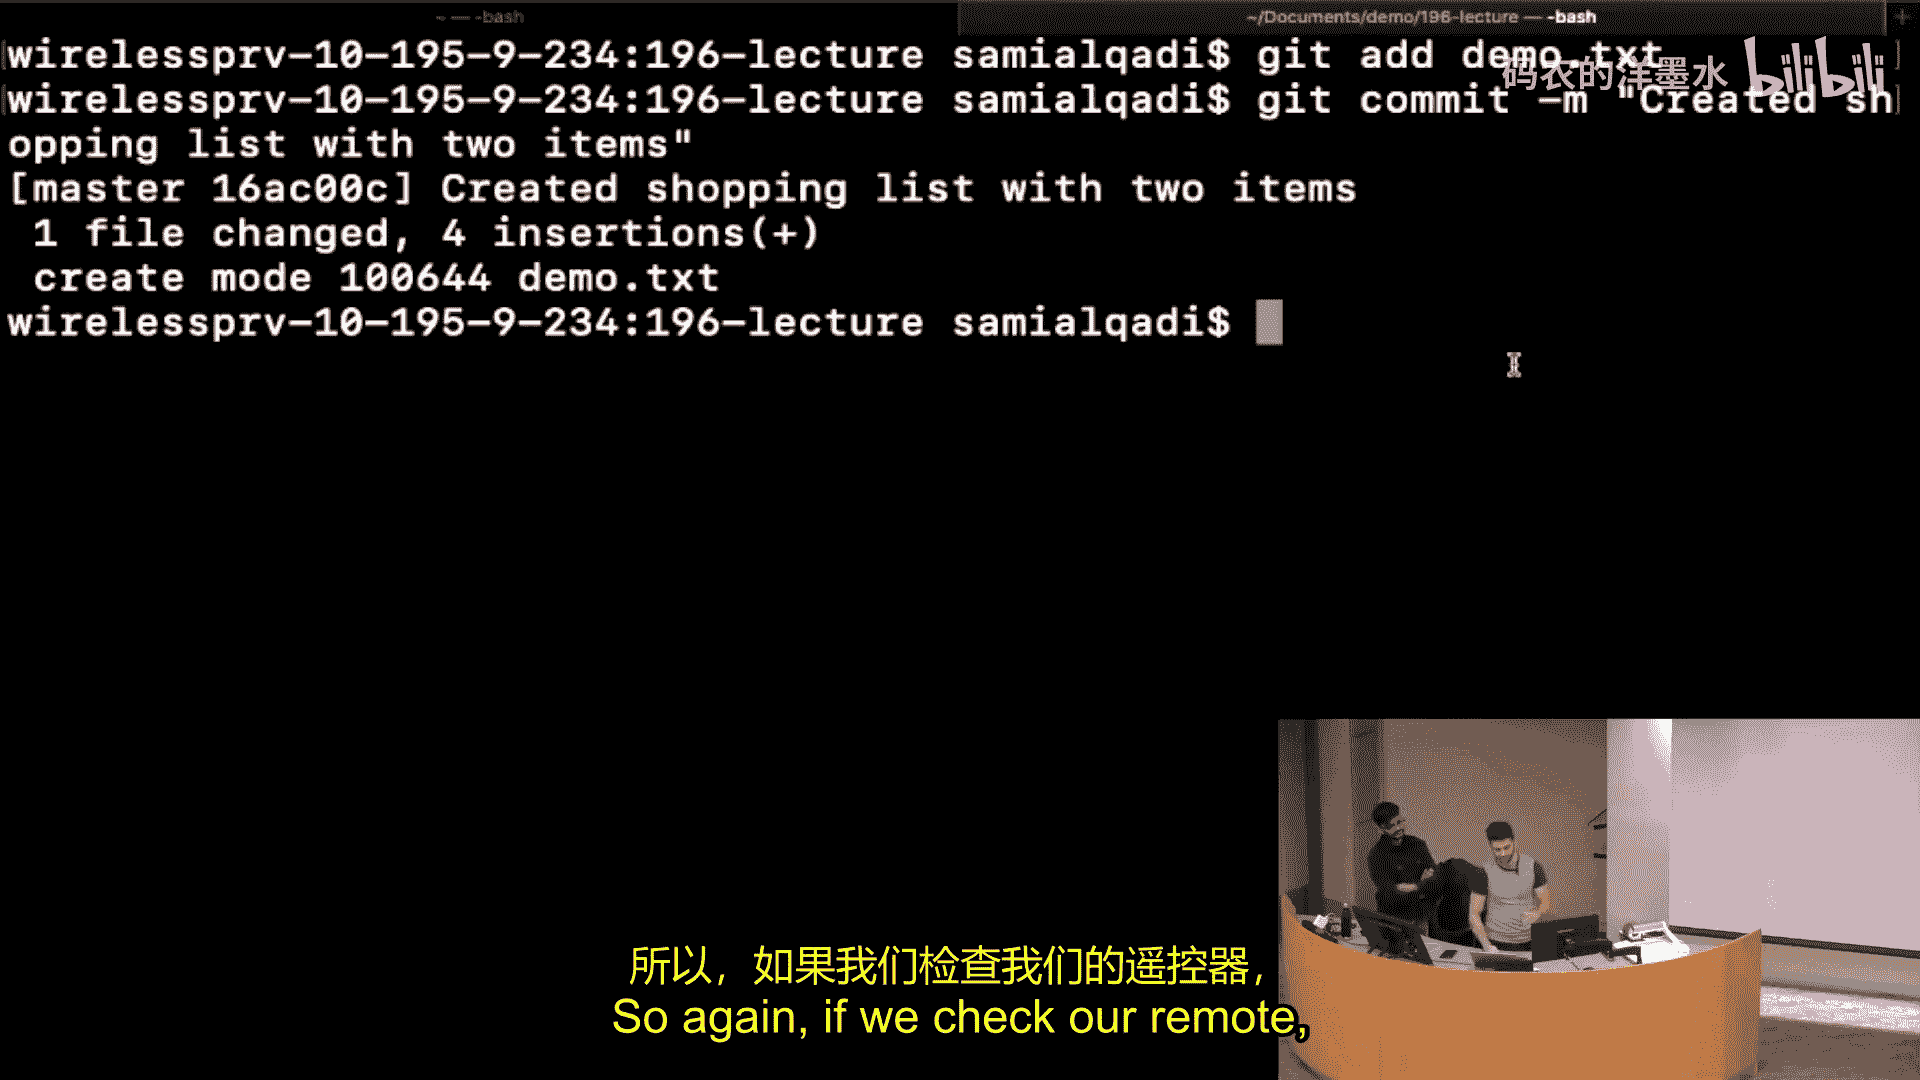 ~ — -bash
~/Documents/demo/196-lecture — -bash
wirelessprv-10-195-9-234:196-lecture samialqadi$ git add demo.txt
码农的洋墨水 bilibili
wirelessprv-10-195-9-234:196-lecture samialqadi$ git commit -m "Created sh
opping list with two items"
[master 16ac00c] Created shopping list with two items
1 file changed, 4 insertions(+)
create mode 100644 demo.txt
wirelessprv-10-195-9-234:196-lecture samialqadi$
所以，如果我们检查我们的遥控器，
So again, if we check our remote,